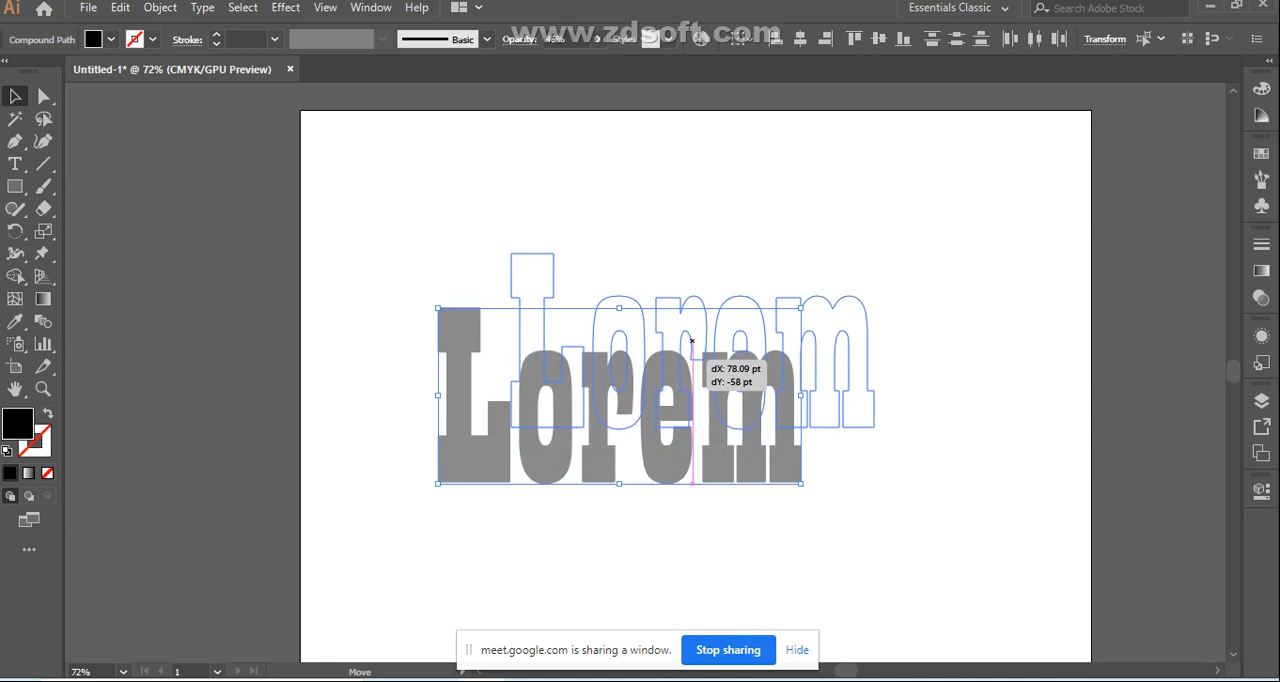 Ai File Edit Object Type Select Effect View Window Help Essentials Classic Search Adobe Stock
www.zdsoft.com
Compound Path Stroke: Basic Opacity: Style: Transform
Untitled-1* @ 72% (CMYK/GPU Preview) ×
Lorem
Lorem
dX: 78.09 pt
dY: -58 pt
meet.google.com is sharing a window. Stop sharing Hide
72% 1 Move